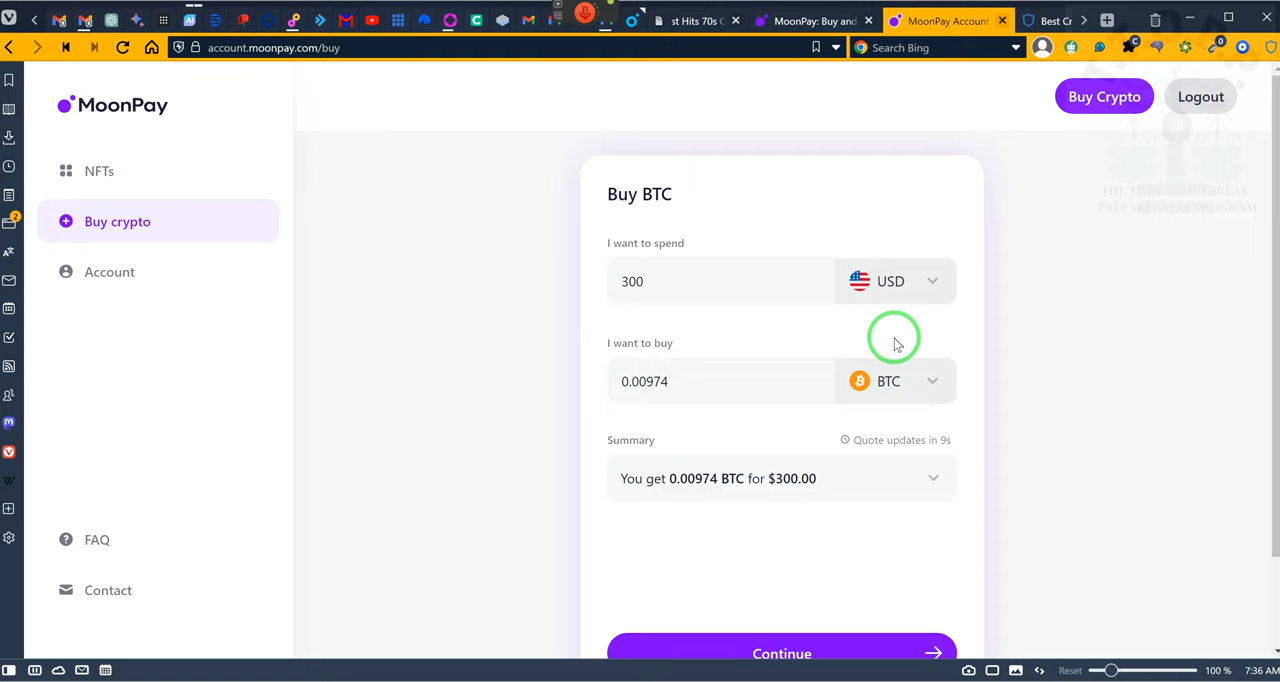 st Hits 70s C
MoonPay: Buy and
MoonPay Account
Best Cr
account.moonpay.com/buy
Search Bing
MoonPay
Buy Crypto
Logout
NFTs
Buy crypto
Account
FAQ
Contact
Buy BTC
I want to spend
300
USD
I want to buy
0.00974
BTC
Summary
Quote updates in 9s
You get 0.00974 BTC for $300.00
Continue
Reset
100 %
7:36 AM